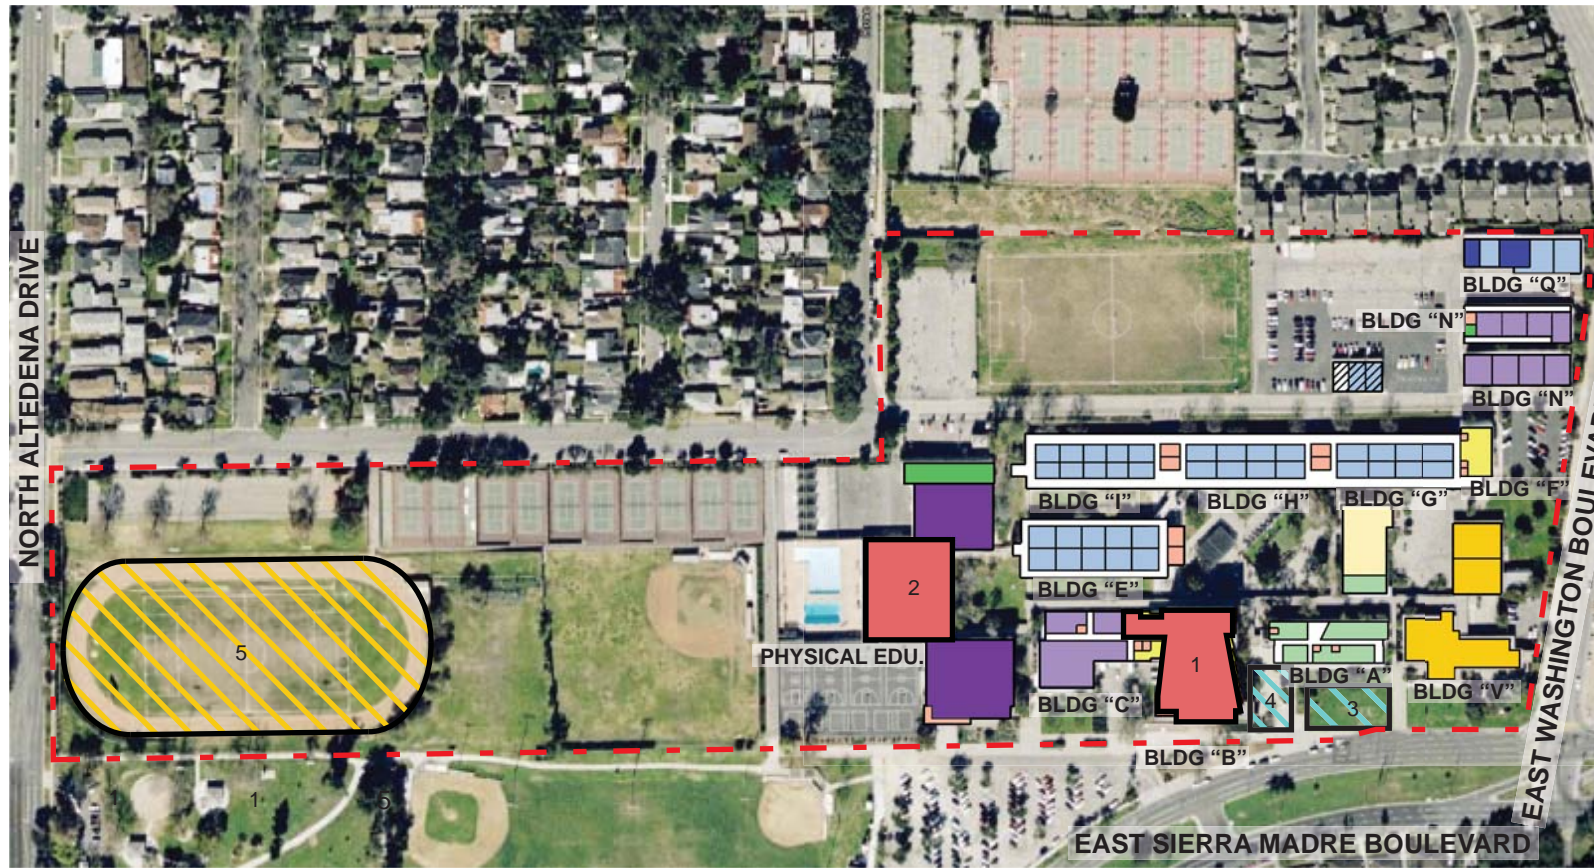 NORTH ALTEDENA DRIVE
BLDG “Q”
BLDG “N”
BLDG “N”
BLDG “I”
BLDG “H”
BLDG “G”
BLDG “F”
BLDG “E”
2
5
PHYSICAL EDU.
1
BLDG “A”
BLDG “C”
4
3
BLDG “V”
BLDG “B”
1
5
EAST WASHINGTON BOULEVARD
EAST SIERRA MADRE BOULEVARD